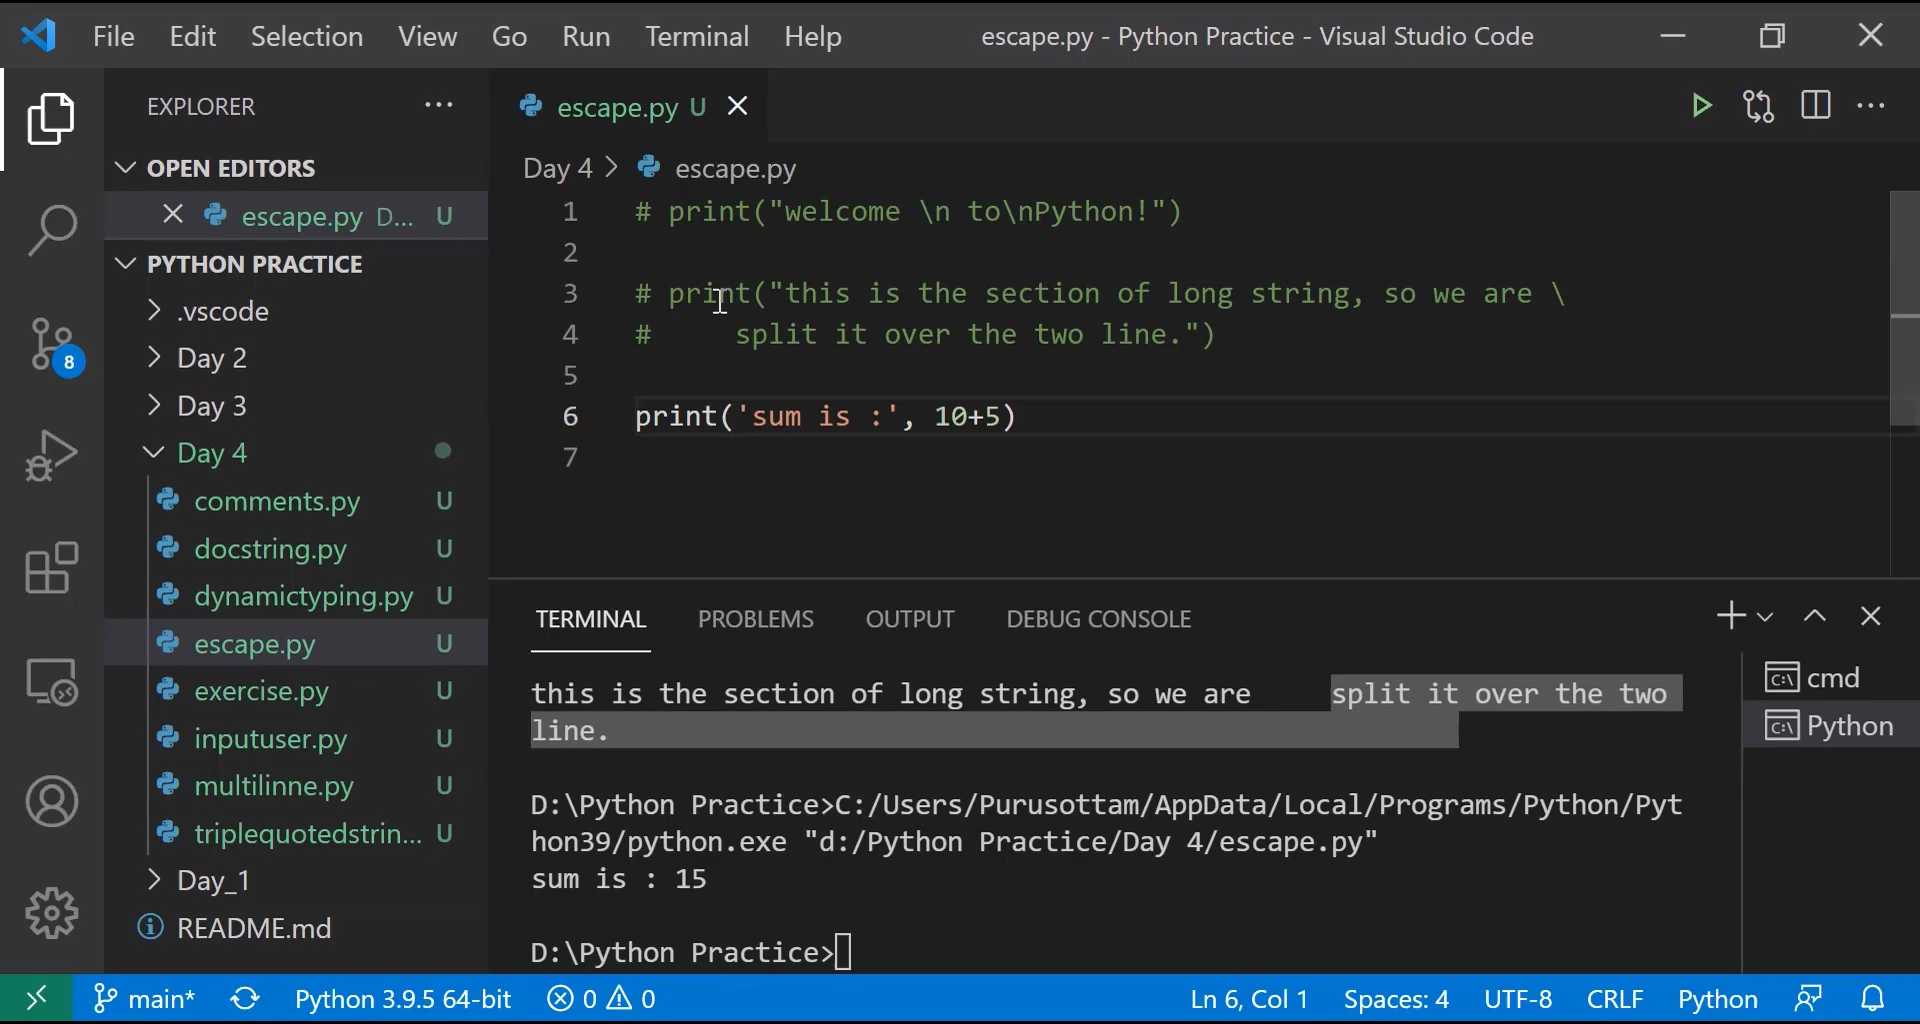 File Edit Selection View Go Run Terminal Help escape.py - Python Practice - Visual Studio Code
EXPLORER
OPEN EDITORS
escape.py D... U
PYTHON PRACTICE
.vscode
Day 2
Day 3
Day 4
comments.py U
docstring.py U
dynamictyping.py U
escape.py U
exercise.py U
inputuser.py U
multilinne.py U
triplequotedstrin... U
Day_1
README.md
8
escape.py U
Day 4 > escape.py
1 # print("welcome \n to\nPython!")
2
3 # print("this is the section of long string, so we are \
4 #     split it over the two line.")
5
6 print('sum is :', 10+5)
7
TERMINAL PROBLEMS OUTPUT DEBUG CONSOLE
this is the section of long string, so we are     split it over the two
line.
D:\Python Practice>C:/Users/Purusottam/AppData/Local/Programs/Python/Pyt
hon39/python.exe "d:/Python Practice/Day 4/escape.py"
sum is : 15
D:\Python Practice>
cmd
Python
main* Python 3.9.5 64-bit 0 0 Ln 6, Col 1 Spaces: 4 UTF-8 CRLF Python